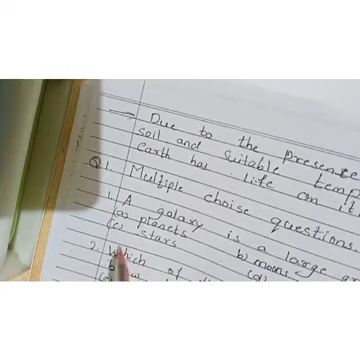 → Due to the presence
soil and suitable temp
Earth has life on it
Q1. Multiple choise questions.
1. A galaxy is a large gr
(a) planets b) moons
(c) stars (d)
2. Which of